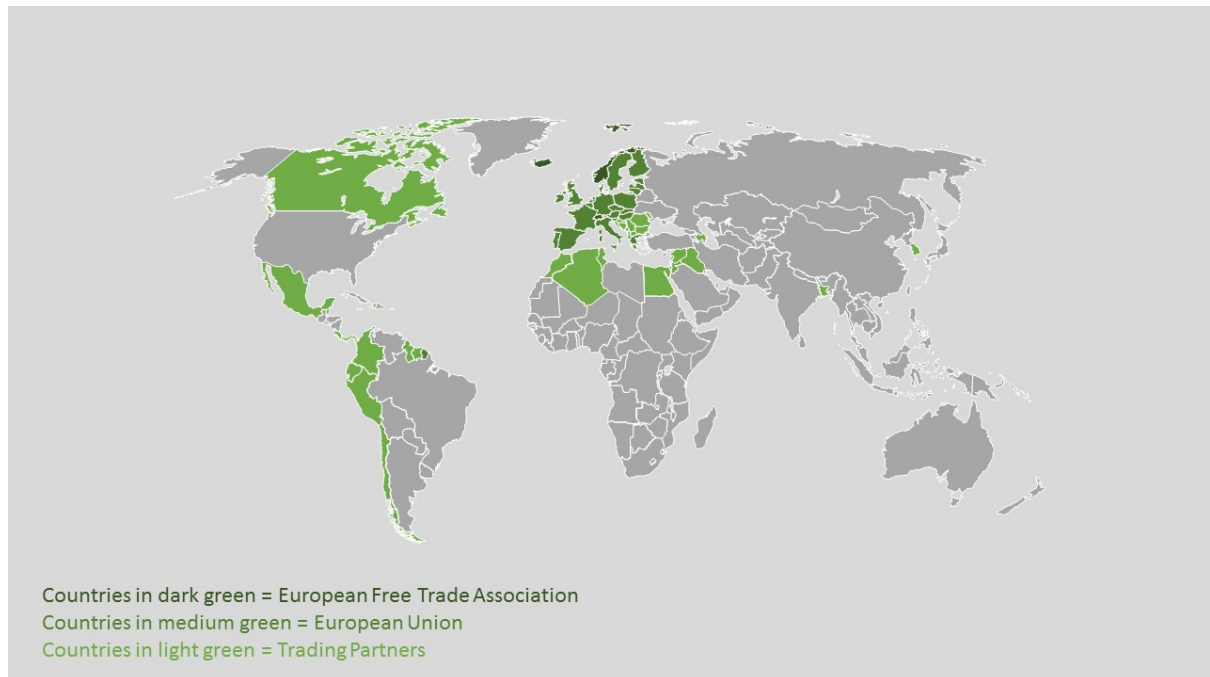 Countries in dark green = European Free Trade Association
Countries in medium green = European Union
Countries in light green = Trading Partners